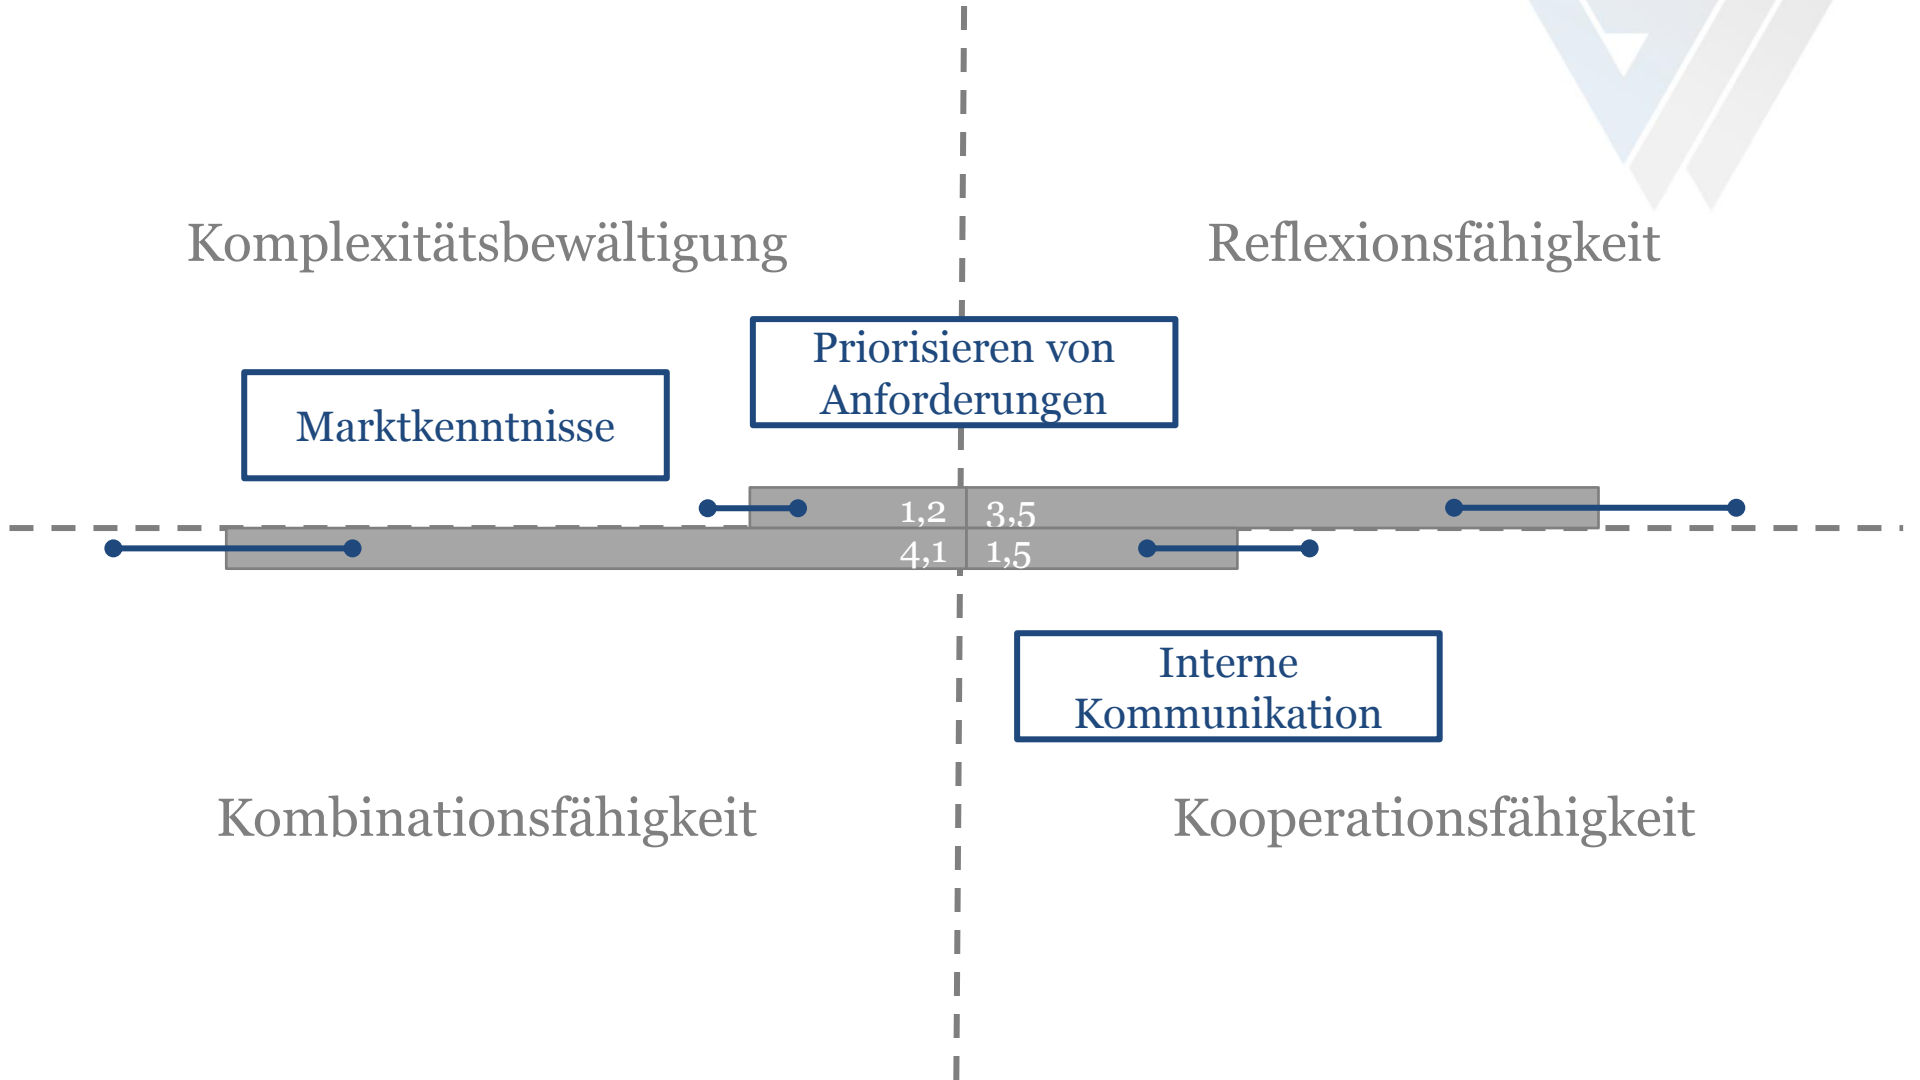 Komplexitätsbewältigung
Reflexionsfähigkeit
Priorisieren von
Anforderungen
Marktkenntnisse
1,2
3,5
4,1
1,5
Interne
Kommunikation
Kombinationsfähigkeit
Kooperationsfähigkeit